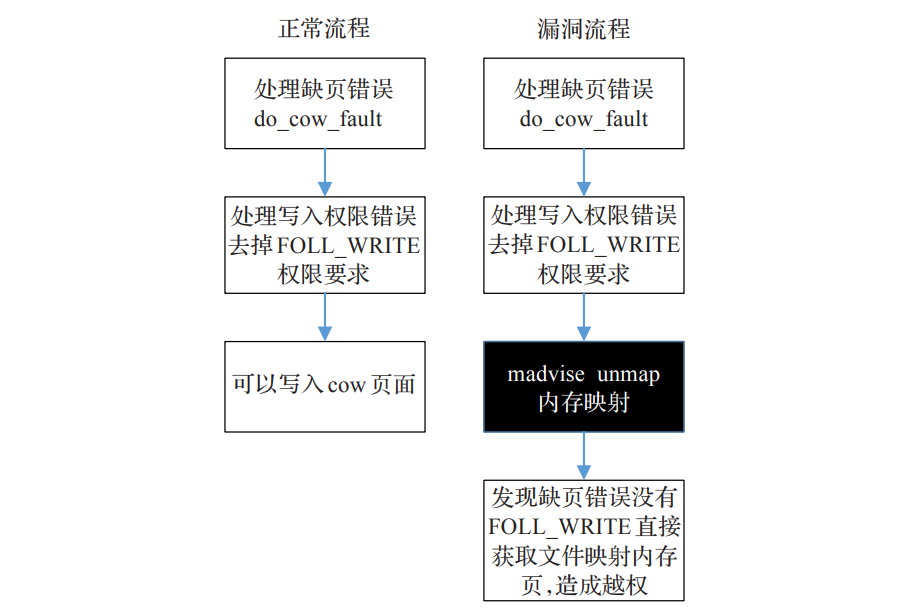 正常流程
处理缺页错误
do_cow_fault
处理写入权限错误
去掉FOLL_WRITE
权限要求
可以写入cow页面
漏洞流程
处理缺页错误
do_cow_fault
处理写入权限错误
去掉FOLL_WRITE
权限要求
madvise unmap
内存映射
发现缺页错误没有
FOLL_WRITE直接
获取文件映射内存
页,造成越权